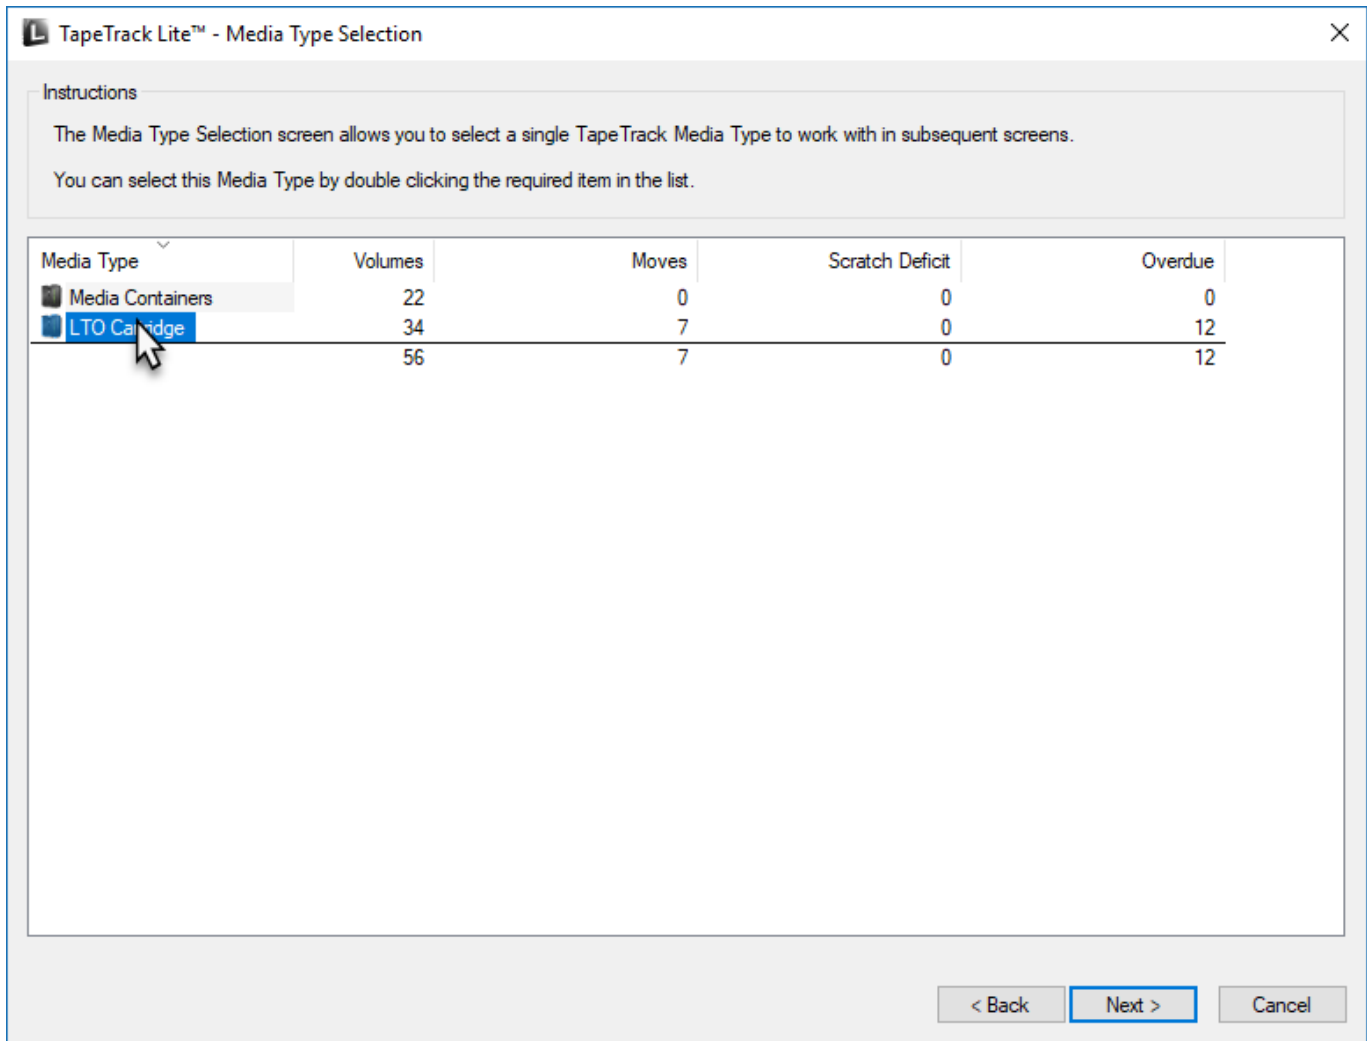 TapeTrack Lite™ - Media Type Selection
Instructions
The Media Type Selection screen allows you to select a single TapeTrack Media Type to work with in subsequent screens.
You can select this Media Type by double clicking the required item in the list.
Media Type Volumes Moves Scratch Deficit Overdue
Media Containers 22 0 0 0
LTO Cartridge 34 7 0 12
56 7 0 12
< Back Next > Cancel